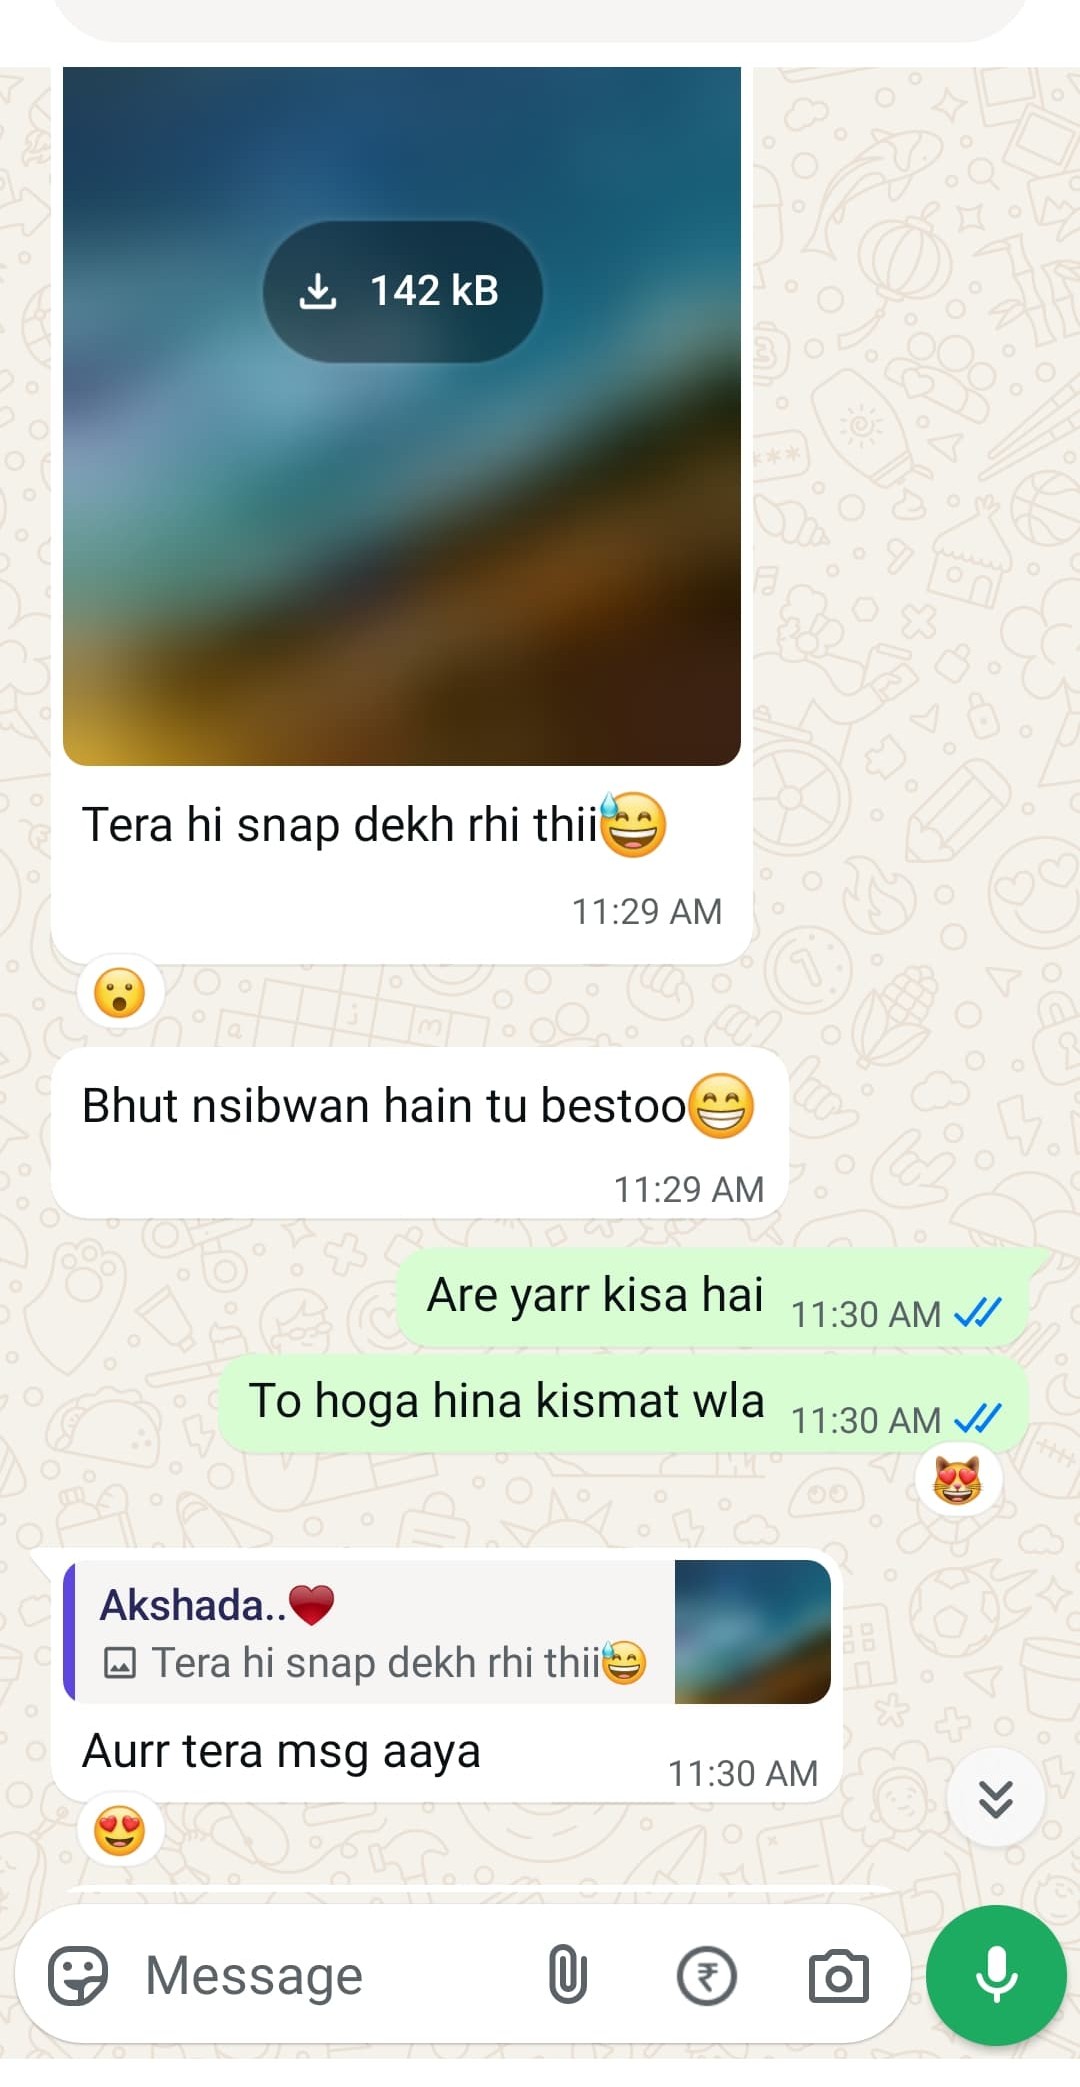 142 kB
Tera hi snap dekh rhi thii😅
11:29 AM
😮
Bhut nsibwan hain tu bestoo😁
11:29 AM
Are yarr kisa hai 11:30 AM
To hoga hina kismat wla 11:30 AM
😻
Akshada..❤️
Tera hi snap dekh rhi thii😅
Aurr tera msg aaya 11:30 AM
😍
Message